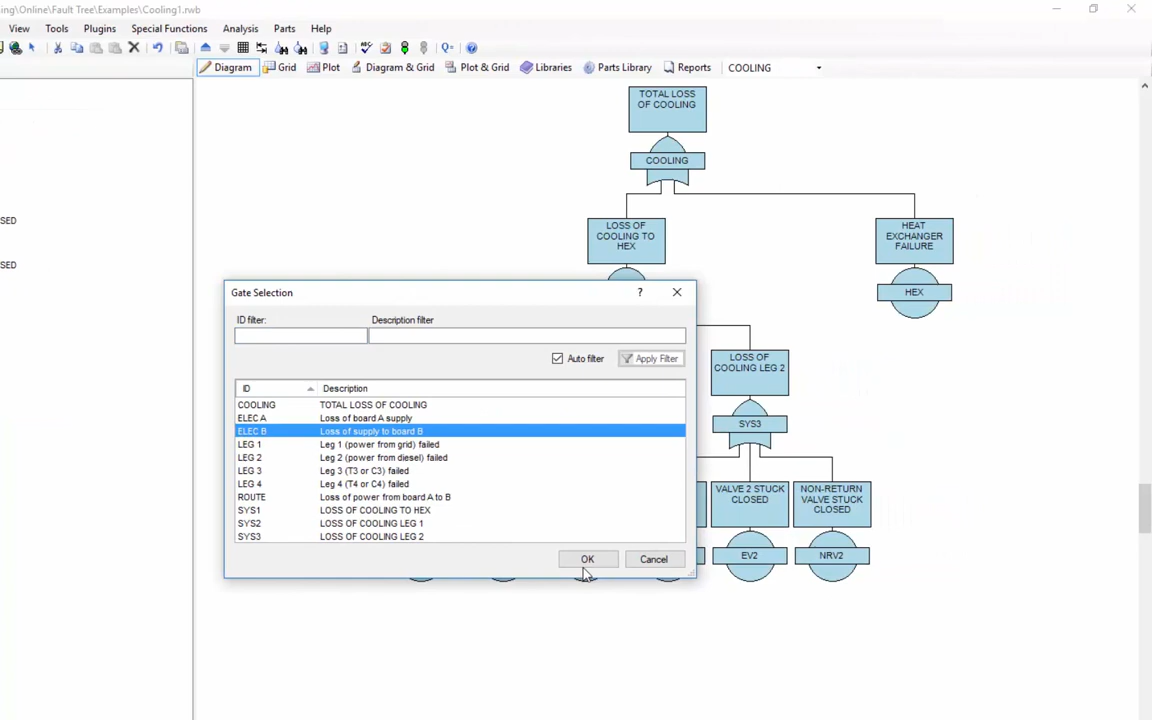 king\Online\Fault Tree\Examples\Cooling1.rwb
View Tools Plugins Special Functions Analysis Parts Help
Diagram Grid Plot Diagram & Grid Plot & Grid Libraries Parts Library Reports COOLING
TOTAL LOSS
OF COOLING
COOLING
LOSS OF
COOLING TO
HEX
HEAT
EXCHANGER
FAILURE
HEX
SED
SED
Gate Selection
ID filter: Description filter
Auto filter Apply Filter
ID Description
COOLING TOTAL LOSS OF COOLING
ELEC A Loss of board A supply
ELEC B Loss of supply to board B
LEG 1 Leg 1 (power from grid) failed
LEG 2 Leg 2 (power from diesel) failed
LEG 3 Leg 3 (T3 or C3) failed
LEG 4 Leg 4 (T4 or C4) failed
ROUTE Loss of power from board A to B
SYS1 LOSS OF COOLING TO HEX
SYS2 LOSS OF COOLING LEG 1
SYS3 LOSS OF COOLING LEG 2
OK Cancel
LOSS OF
COOLING LEG 2
SYS3
VALVE 2 STUCK
CLOSED
EV2
NON-RETURN
VALVE STUCK
CLOSED
NRV2